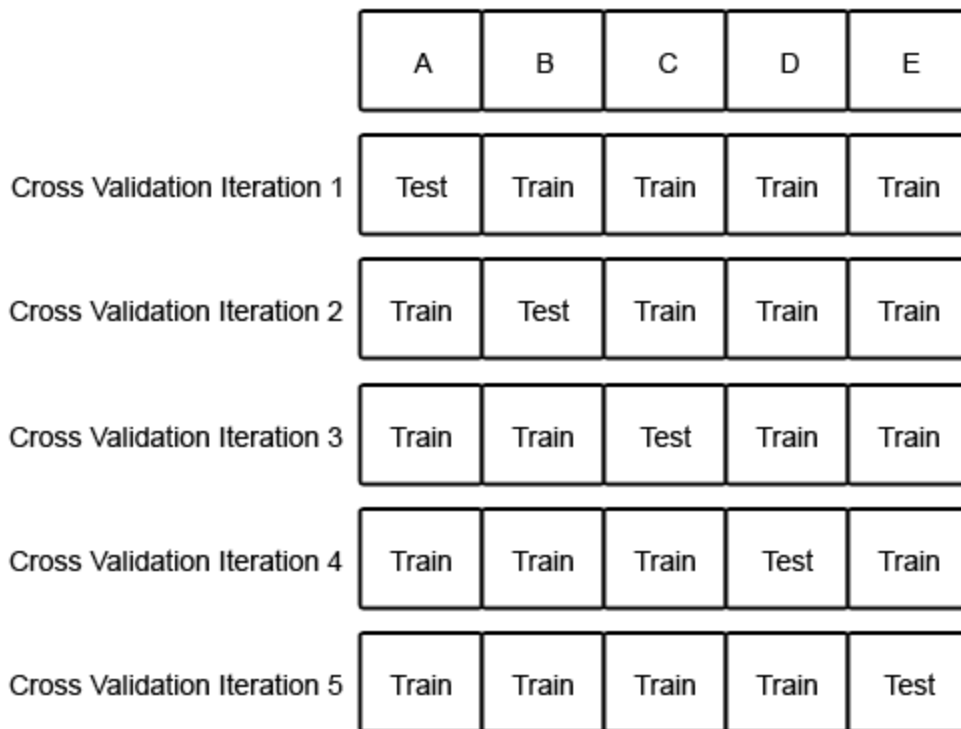 A B C D E
Cross Validation Iteration 1 Test Train Train Train Train
Cross Validation Iteration 2 Train Test Train Train Train
Cross Validation Iteration 3 Train Train Test Train Train
Cross Validation Iteration 4 Train Train Train Test Train
Cross Validation Iteration 5 Train Train Train Train Test